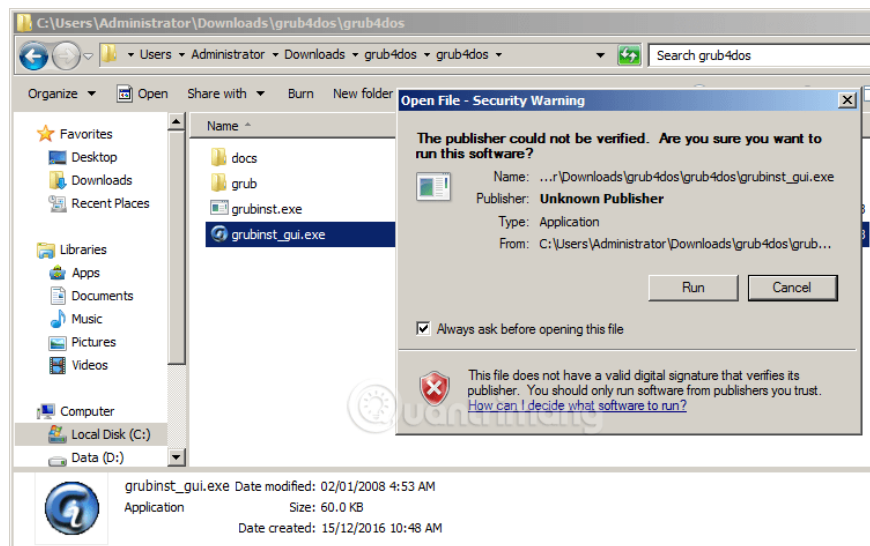 C:\Users\Administrator\Downloads\grub4dos\grub4dos
Users Administrator Downloads grub4dos grub4dos Search grub4dos
Organize Open Share with Burn New folder
Favorites
Desktop
Downloads
Recent Places
Libraries
Apps
Documents
Music
Pictures
Videos
Computer
Local Disk (C:)
Data (D:)
Name
docs
grub
grubinst.exe
grubinst_gui.exe
Open File - Security Warning
The publisher could not be verified. Are you sure you want to
run this software?
Name: ...r\Downloads\grub4dos\grub4dos\grubinst_gui.exe
Publisher: Unknown Publisher
Type: Application
From: C:\Users\Administrator\Downloads\grub4dos\grub...
Run Cancel
Always ask before opening this file
This file does not have a valid digital signature that verifies its
publisher. You should only run software from publishers you trust.
How can I decide what software to run?
Quantrimang
grubinst_gui.exe Date modified: 02/01/2008 4:53 AM
Application Size: 60.0 KB
Date created: 15/12/2016 10:48 AM